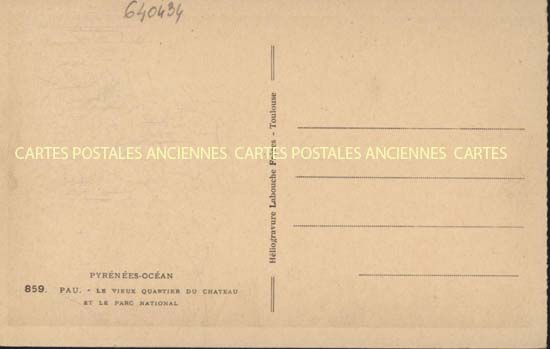 640434
Héliogravure Labouche Frères - Toulouse
CARTES POSTALES ANCIENNES CARTES POSTALES ANCIENNES CARTES
PYRÉNÉES-OCÉAN
859. PAU. - LE VIEUX QUARTIER DU CHATEAU
ET LE PARC NATIONAL